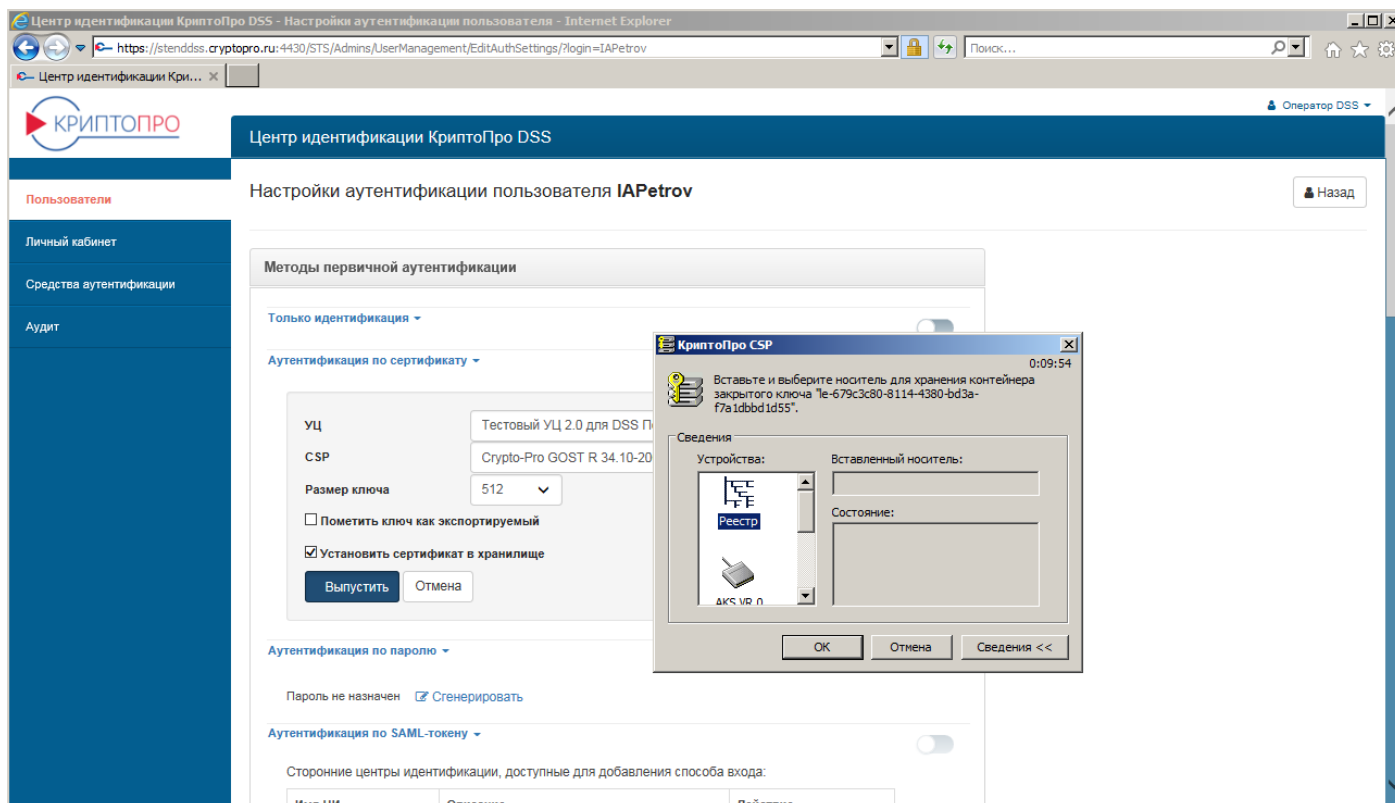 Центр идентификации КриптоПро DSS - Настройки аутентификации пользователя - Internet Explorer
https://stenddss.cryptopro.ru:4430/STS/Admins/UserManagement/EditAuthSettings/?login=IAPetrov
Поиск...
Центр идентификации Кри...
Оператор DSS
КРИПТОПРО
Центр идентификации КриптоПро DSS
Настройки аутентификации пользователя IAPetrov
Назад
Пользователи
Личный кабинет
Средства аутентификации
Аудит
Методы первичной аутентификации
Только идентификация
Аутентификация по сертификату
УЦ
Тестовый УЦ 2.0 для DSS
CSP
Crypto-Pro GOST R 34.10-20
Размер ключа
512
Пометить ключ как экспортируемый
Установить сертификат в хранилище
Выпустить
Отмена
КриптоПро CSP
0:09:54
Вставьте и выберите носитель для хранения контейнера
закрытого ключа "le-679c3c80-8114-4380-bd3a-
f7a1dbbd1d55".
Сведения
Устройства:
Вставленный носитель:
Реестр
Состояние:
AKS VR 0
ОК
Отмена
Сведения <<
Аутентификация по паролю
Пароль не назначен
Сгенерировать
Аутентификация по SAML-токену
Сторонние центры идентификации, доступные для добавления способа входа:
Имя ЦИ
Описание
Действие